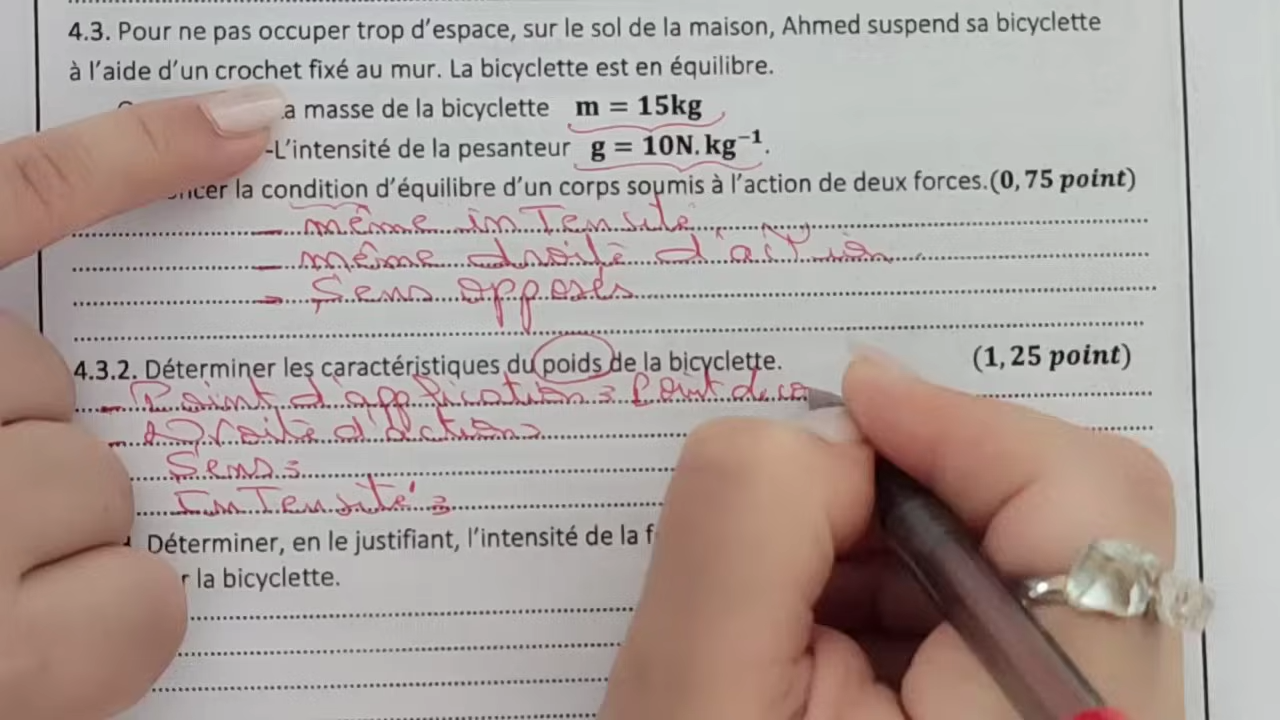 4.3. Pour ne pas occuper trop d'espace, sur le sol de la maison, Ahmed suspend sa bicyclette
à l'aide d'un crochet fixé au mur. La bicyclette est en équilibre.
a masse de la bicyclette m = 15kg
-L'intensité de la pesanteur g = 10N.kg⁻¹.
ncer la condition d'équilibre d'un corps soumis à l'action de deux forces.(0,75 point)
- même intensité
- même droite d'action
- Sens opposés
4.3.2. Déterminer les caractéristiques du poids de la bicyclette. (1,25 point)
- Point d'application : Point de co
- Droite d'action
Sens :
Intensité :
Déterminer, en le justifiant, l'intensité de la f
r la bicyclette.